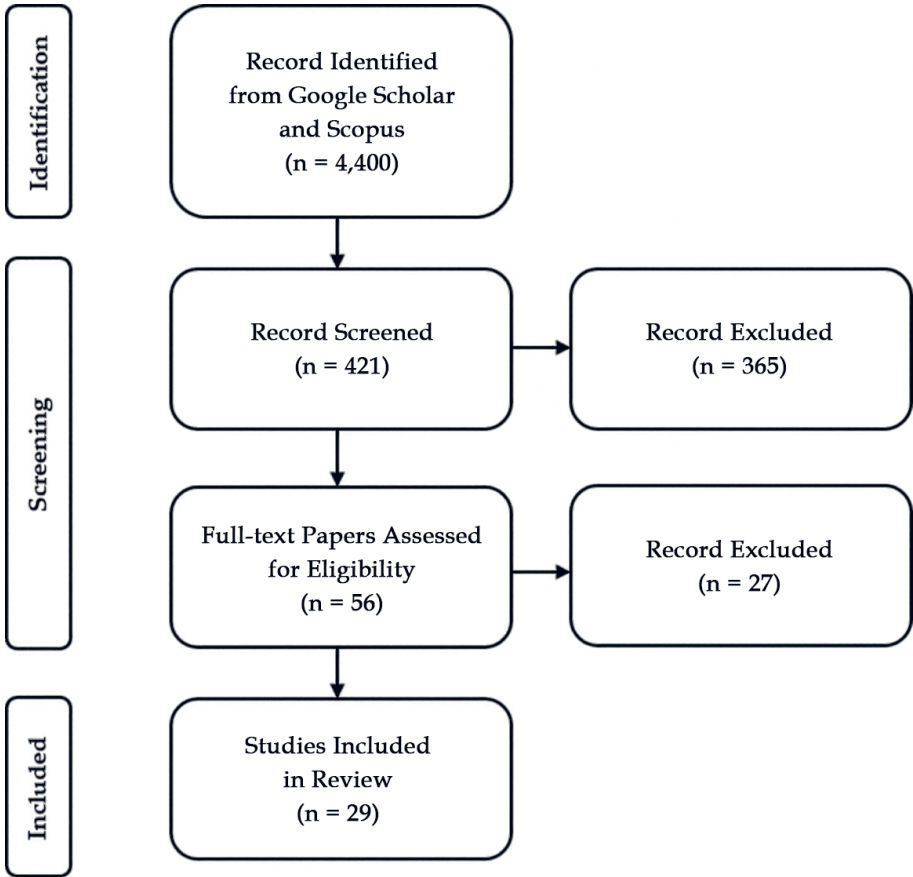 Identification
Record Identified
from Google Scholar
and Scopus
(n = 4,400)
Screening
Record Screened
(n = 421)
Record Excluded
(n = 365)
Full-text Papers Assessed
for Eligibility
(n = 56)
Record Excluded
(n = 27)
Included
Studies Included
in Review
(n = 29)